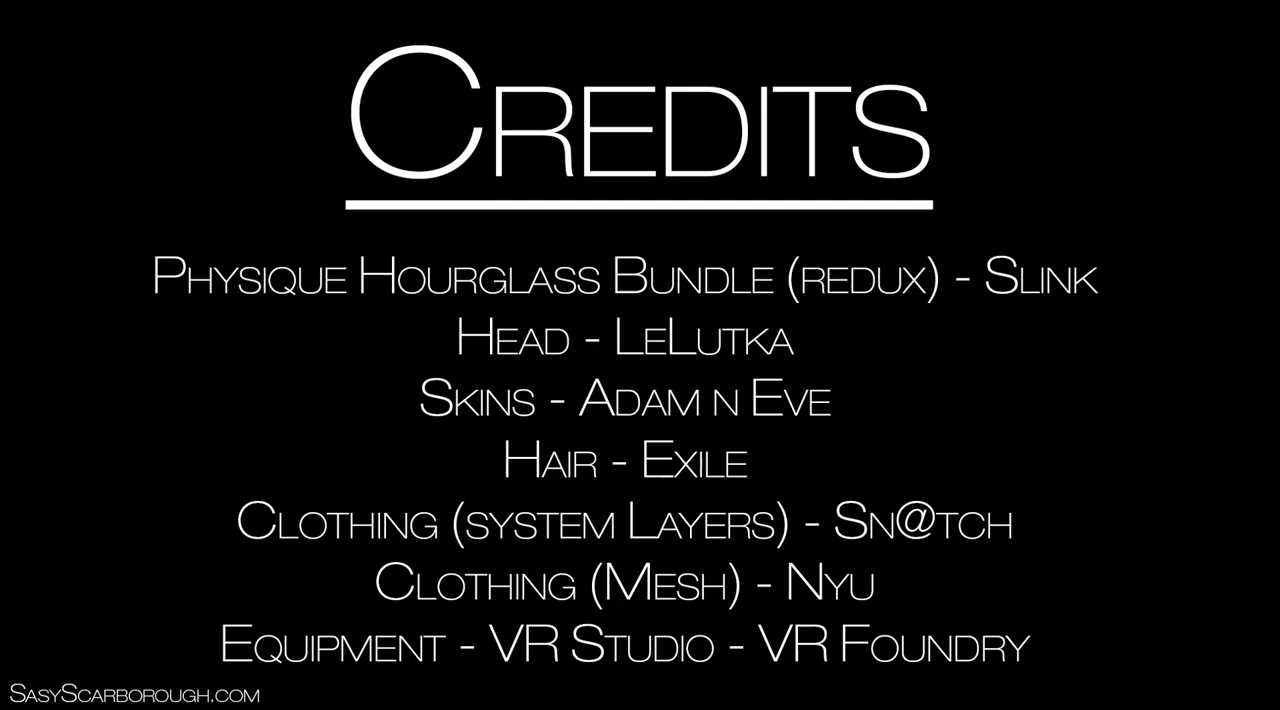 Credits
Physique Hourglass Bundle (redux) - Slink
Head - LeLutka
Skins - Adam n Eve
Hair - Exile
Clothing (system Layers) - Sn@tch
Clothing (Mesh) - Nyu
Equipment - VR Studio - VR Foundry
SasyScarborough.com